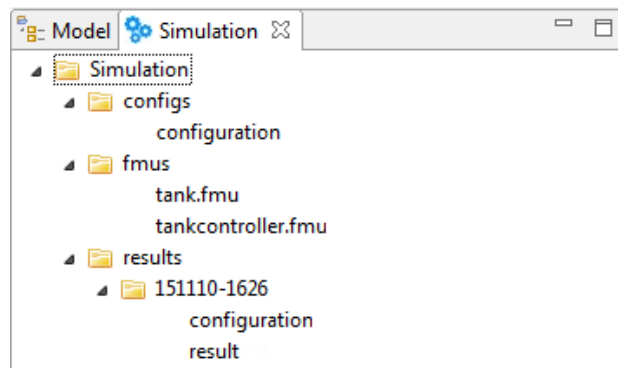 Model Simulation
Simulation
configs
configuration
fmus
tank.fmu
tankcontroller.fmu
results
151110-1626
configuration
result